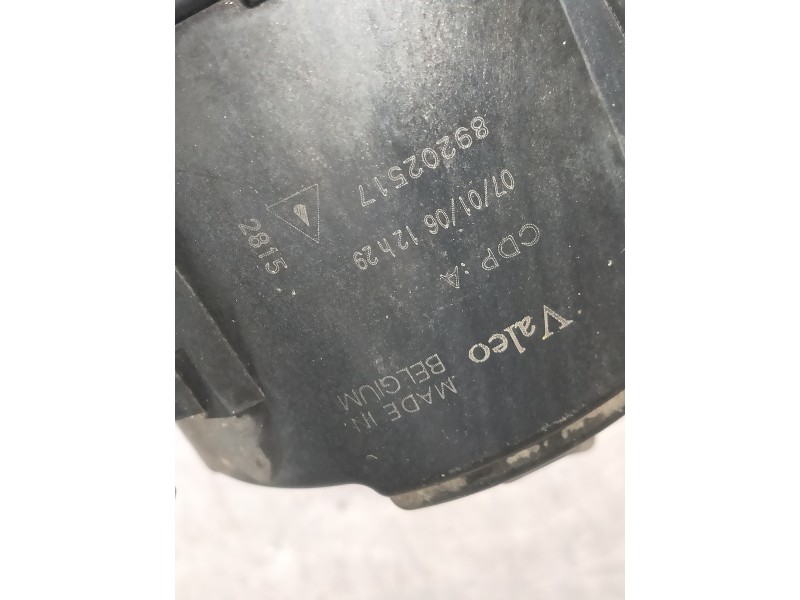 89202517
07/01/06 12h29
CDP A
Valeo
MADE IN
BELGIUM
2815